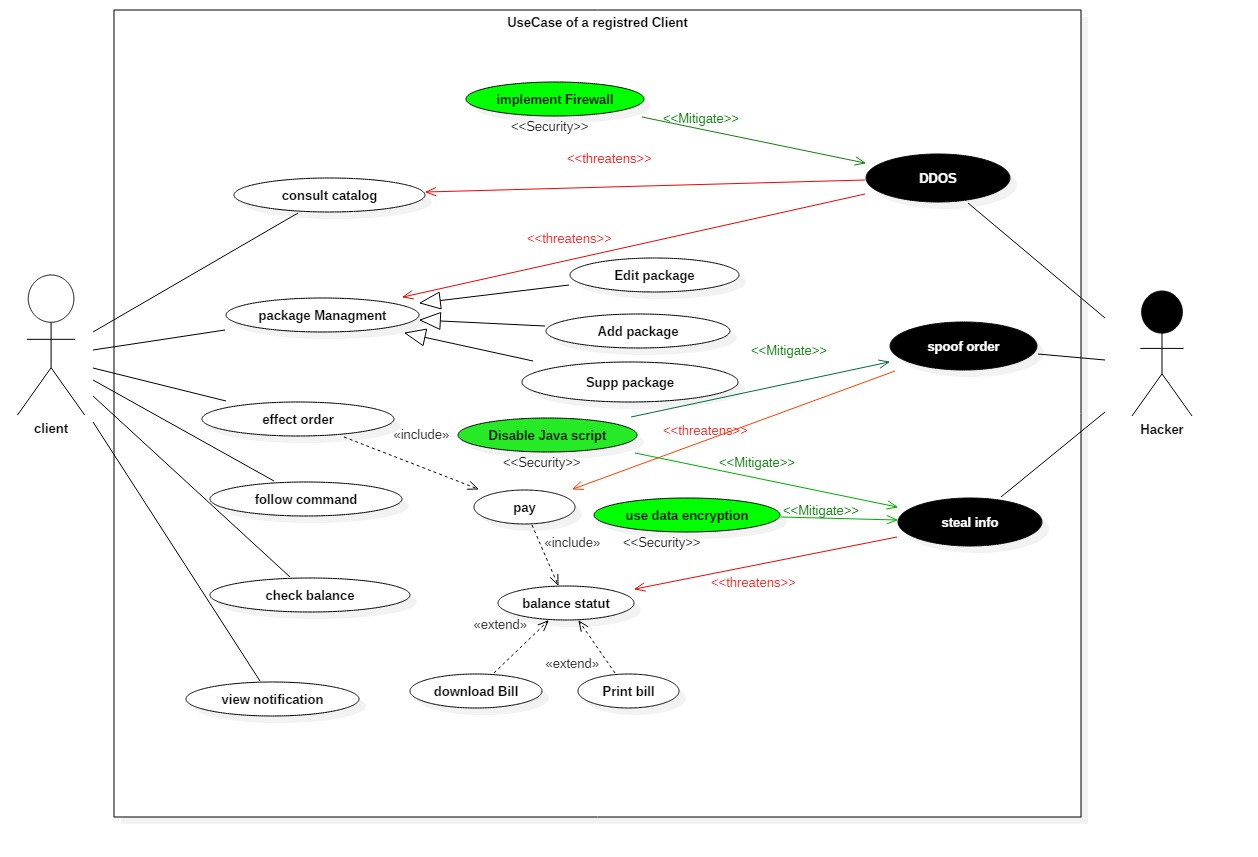 UseCase of a registred Client
implement Firewall
<<Security>>
<<Mitigate>>
<<threatens>>
DDOS
consult catalog
<<threatens>>
Edit package
package Managment
Add package
<<Mitigate>>
spoof order
Supp package
client
effect order
«include»
Disable Java script
<<threatens>>
Hacker
<<Security>>
<<Mitigate>>
follow command
pay
use data encryption
<<Mitigate>>
steal info
«include»
<<Security>>
<<threatens>>
check balance
balance statut
«extend»
«extend»
download Bill
Print bill
view notification